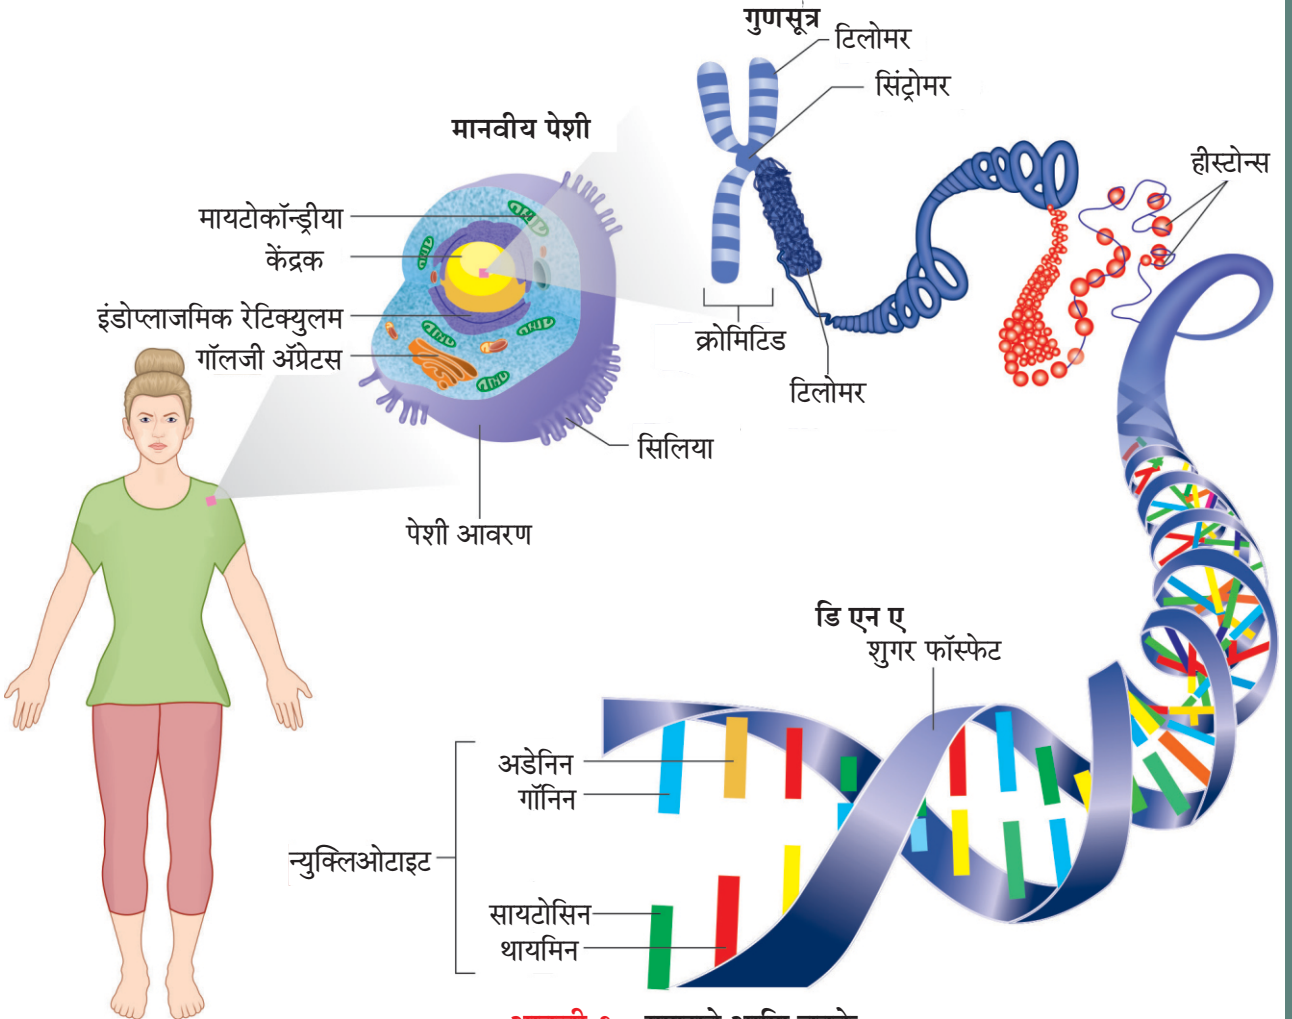 गुणसूत्र
टिलोमर
सिंट्रोमर
मानवीय पेशी
हीस्टोन्स
मायटोकॉन्ड्रीया
केंद्रक
इंडोप्लाजमिक रेटिक्युलम
गॉलजी ॲप्रेटस
क्रोमिटिड
टिलोमर
सिलिया
पेशी आवरण
डि एन ए
शुगर फॉस्फेट
अडेनिन
गॉनिन
न्युक्लिओटाइट
सायटोसिन
थायमिन